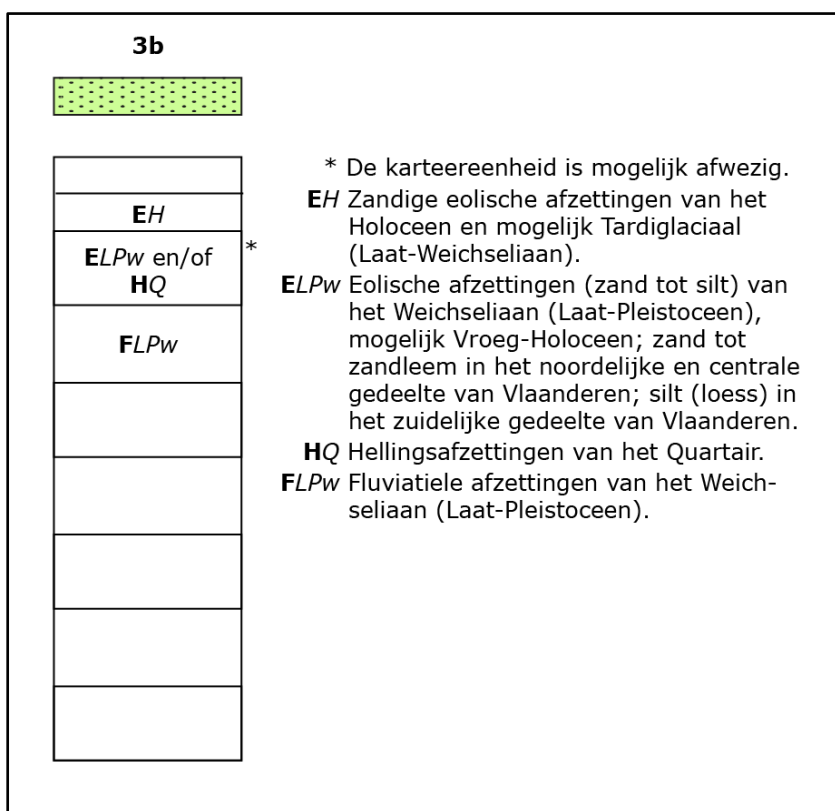 3b
EH
ELPw en/of *
HQ
FLPw
* De karteereenheid is mogelijk afwezig.
EH Zandige eolische afzettingen van het
Holoceen en mogelijk Tardiglaciaal
(Laat-Weichseliaan).
ELPw Eolische afzettingen (zand tot silt) van
het Weichseliaan (Laat-Pleistoceen),
mogelijk Vroeg-Holoceen; zand tot
zandleem in het noordelijke en centrale
gedeelte van Vlaanderen; silt (loess) in
het zuidelijke gedeelte van Vlaanderen.
HQ Hellingsafzettingen van het Quartair.
FLPw Fluviatiele afzettingen van het Weich-
seliaan (Laat-Pleistoceen).